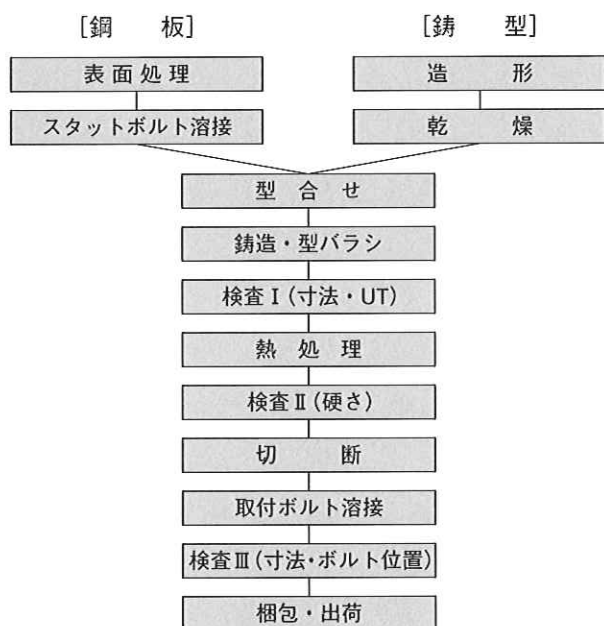 [鋼 板]
[鋳 型]
表面処理
造 形
スタットボルト溶接
乾 燥
型 合 せ
鋳造・型バラシ
検査Ⅰ(寸法・UT)
熱 処 理
検査Ⅱ(硬さ)
切 断
取付ボルト溶接
検査Ⅲ(寸法・ボルト位置)
梱包・出荷